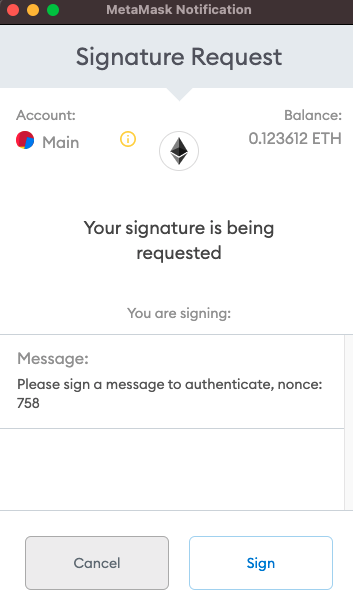 MetaMask Notification
Signature Request
Account:
Balance:
Main
0.123612 ETH
Your signature is being
requested
You are signing:
Message:
Please sign a message to authenticate, nonce:
758
Cancel
Sign